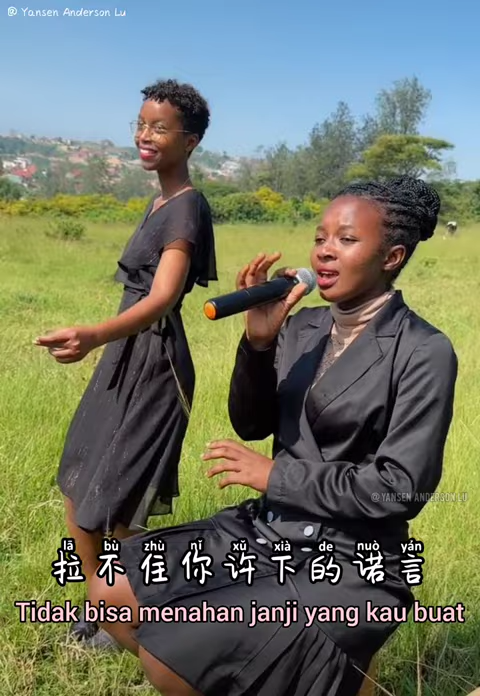 @ Yansen Anderson Lu
@YANSEN ANDERSON LU
lā bù zhù nǐ xǔ xià de nuò yán
拉不住你许下的诺言
Tidak bisa menahan janji yang kau buat